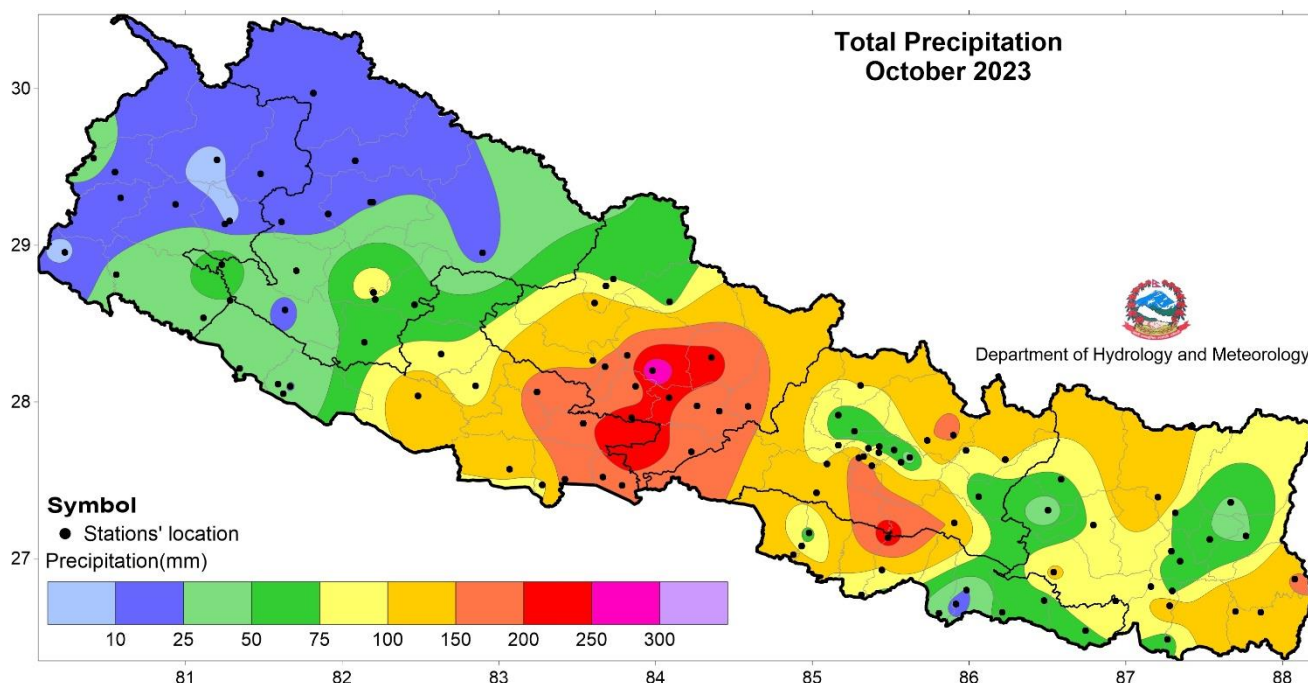 Total Precipitation
October 2023
30
29
28
27
Department of Hydrology and Meteorology
Symbol
Stations' location
Precipitation(mm)
10 25 50 75 100 150 200 250 300
81 82 83 84 85 86 87 88